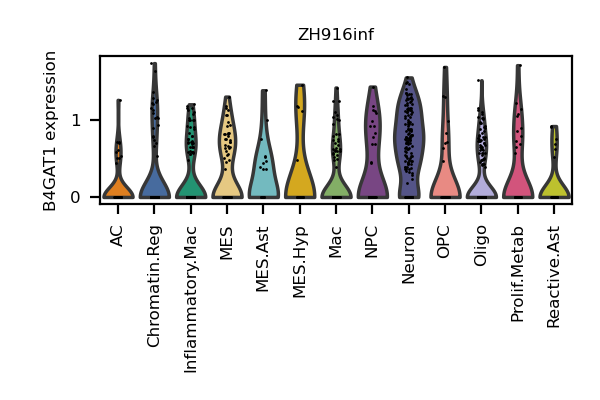 ZH916inf
B4GAT1 expression
1
0
AC
Chromatin.Reg
Inflammatory.Mac
MES
MES.Ast
MES.Hyp
Mac
NPC
Neuron
OPC
Oligo
Prolif.Metab
Reactive.Ast